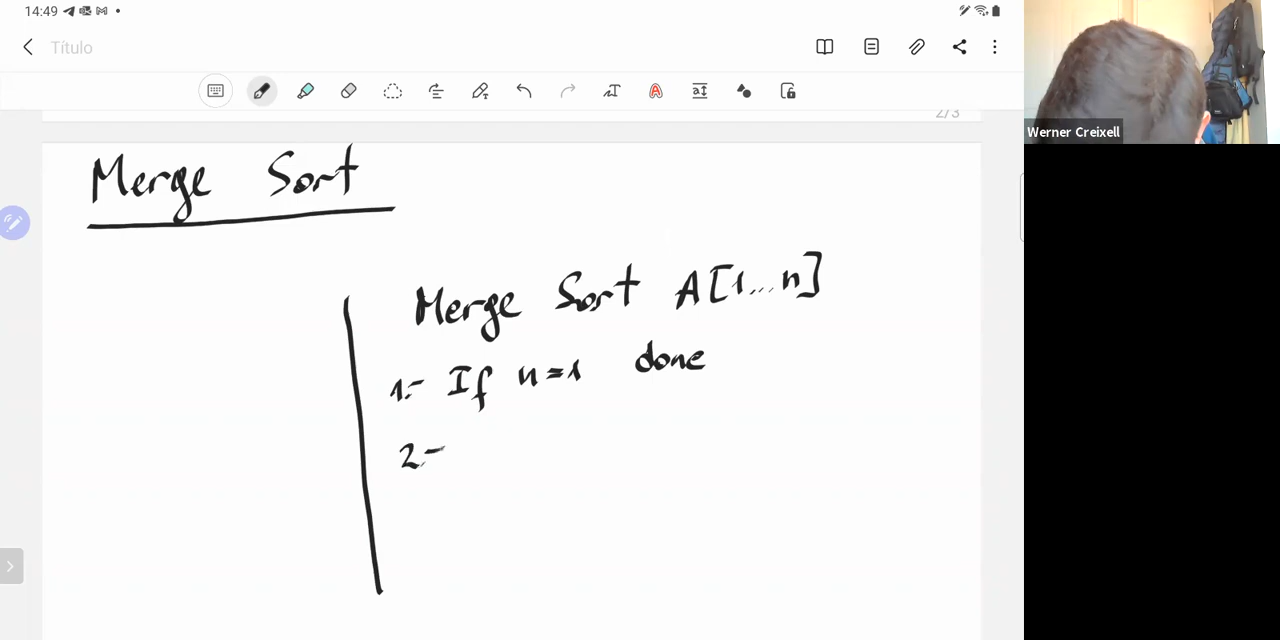 14:49
Título
2/3
Werner Creixell
Merge Sort
Merge Sort A[1...n]
1.- If n=1 done
2.-